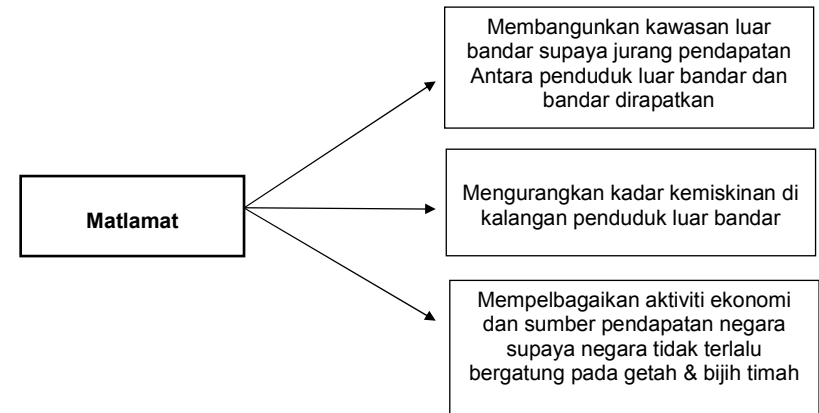 Membangunkan kawasan luar
bandar supaya jurang pendapatan
Antara penduduk luar bandar dan
bandar dirapatkan
Matlamat
Mengurangkan kadar kemiskinan di
kalangan penduduk luar bandar
Mempelbagaikan aktiviti ekonomi
dan sumber pendapatan negara
supaya negara tidak terlalu
bergatung pada getah & bijih timah